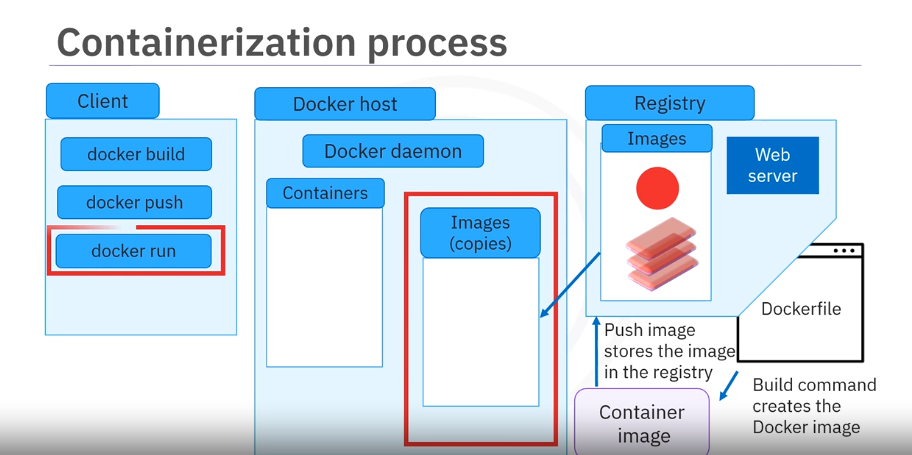 Containerization process
Client
docker build
docker push
docker run
Docker host
Docker daemon
Containers
Images
(copies)
Registry
Images
Web
server
Dockerfile
Push image
stores the image
in the registry
Build command
creates the
Docker image
Container
image